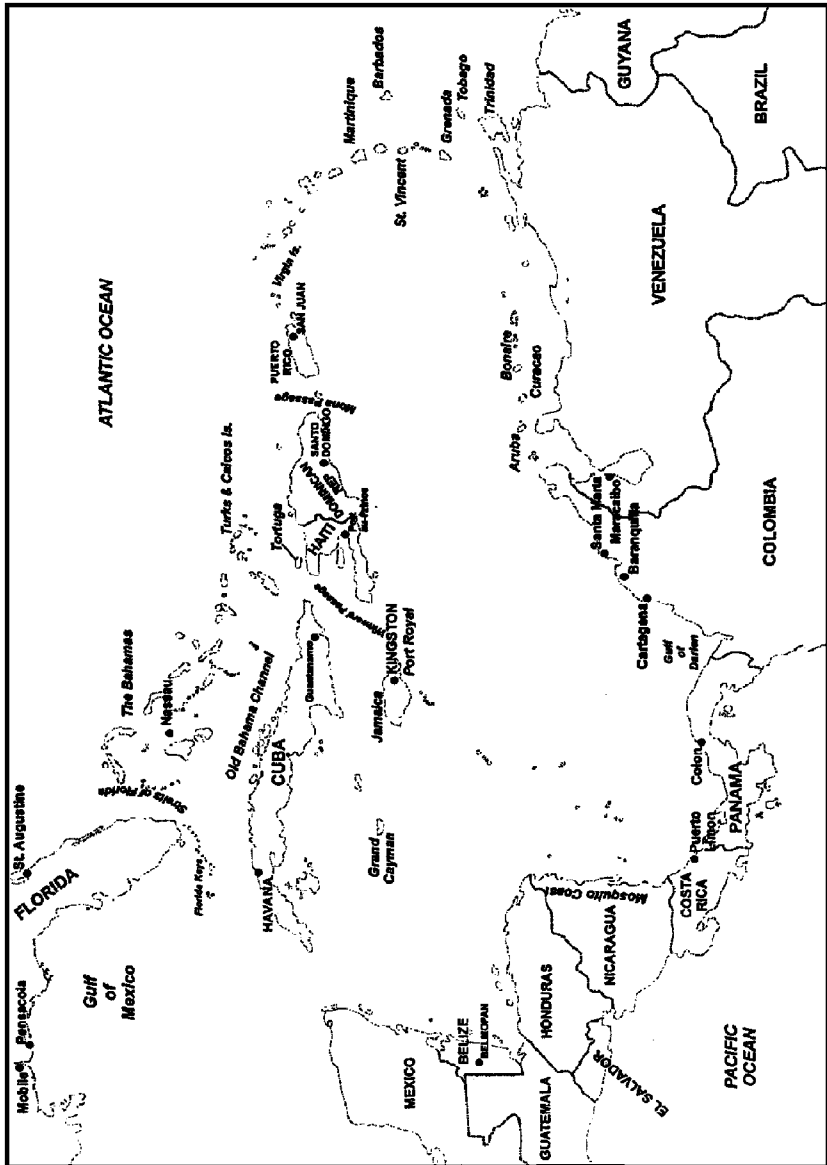 ATLANTIC OCEAN
Mobile
Pensacola
St. Augustine
FLORIDA
Gulf
of
Mexico
Straits of Florida
Florida Keys
The Bahamas
Nassau
Old Bahama Channel
Turks & Caicos Is.
HAVANA
CUBA
Guantanamo
Tortuga
HAITI
Port
DOMINICAN
REP
SANTO
DOMINGO
Mona Passage
PUERTO
RICO
SAN JUAN
Virgin Is.
Martinique
Barbados
St. Vincent
Grenada
Tobago
Trinidad
Grand
Cayman
Jamaica
KINGSTON
Port Royal
MEXICO
BELIZE
BELMOPAN
GUATEMALA
HONDURAS
EL SALVADOR
NICARAGUA
Mosquito Coast
COSTA
RICA
Puerto
Limon
PANAMA
Colon
Gulf
of
Darien
Cartagena
Baranquita
Santa Marta
Maracaibo
Aruba
Curacao
Bonaire
PACIFIC
OCEAN
COLOMBIA
VENEZUELA
GUYANA
BRAZIL